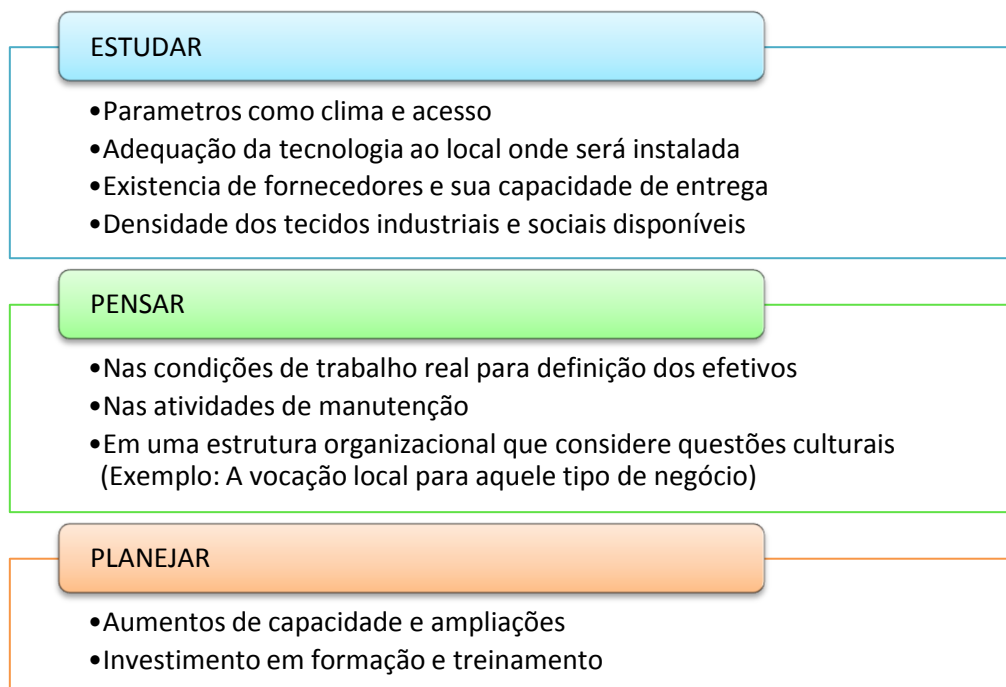 ESTUDAR
•Parametros como clima e acesso
•Adequação da tecnologia ao local onde será instalada
•Existencia de fornecedores e sua capacidade de entrega
•Densidade dos tecidos industriais e sociais disponíveis
PENSAR
•Nas condições de trabalho real para definição dos efetivos
•Nas atividades de manutenção
•Em uma estrutura organizacional que considere questões culturais
(Exemplo: A vocação local para aquele tipo de negócio)
PLANEJAR
•Aumentos de capacidade e ampliações
•Investimento em formação e treinamento